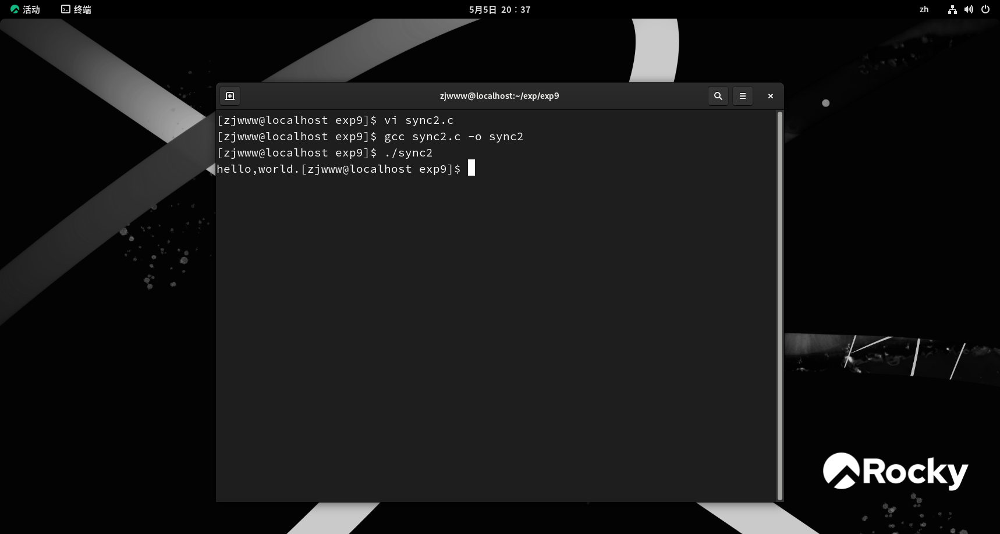 活动 终端 5月5日 20：37 zh
zjwww@localhost:~/exp/exp9
[zjwww@localhost exp9]$ vi sync2.c
[zjwww@localhost exp9]$ gcc sync2.c -o sync2
[zjwww@localhost exp9]$ ./sync2
hello,world.[zjwww@localhost exp9]$
Rocky